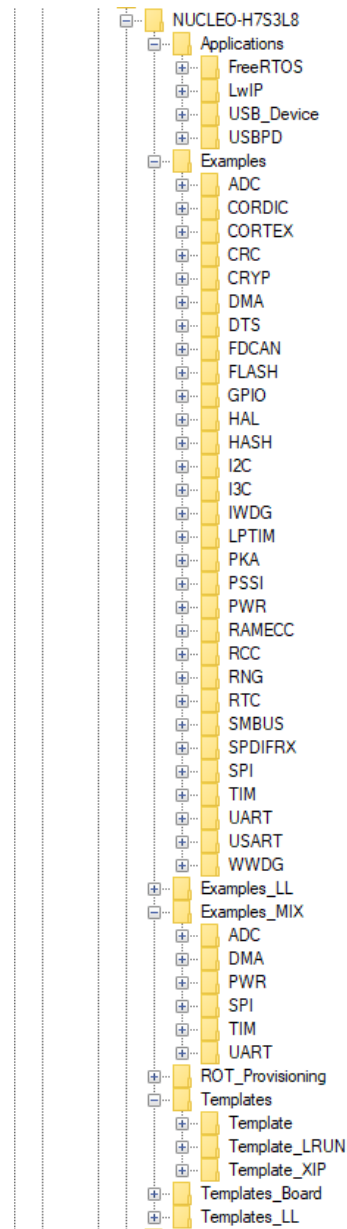 NUCLEO-H7S3L8
Applications
FreeRTOS
LwIP
USB_Device
USBPD
Examples
ADC
CORDIC
CORTEX
CRC
CRYP
DMA
DTS
FDCAN
FLASH
GPIO
HAL
HASH
I2C
I3C
IWDG
LPTIM
PKA
PSSI
PWR
RAMECC
RCC
RNG
RTC
SMBUS
SPDIFRX
SPI
TIM
UART
USART
WWDG
Examples_LL
Examples_MIX
ADC
DMA
PWR
SPI
TIM
UART
ROT_Provisioning
Templates
Template
Template_LRUN
Template_XIP
Templates_Board
Templates_LL